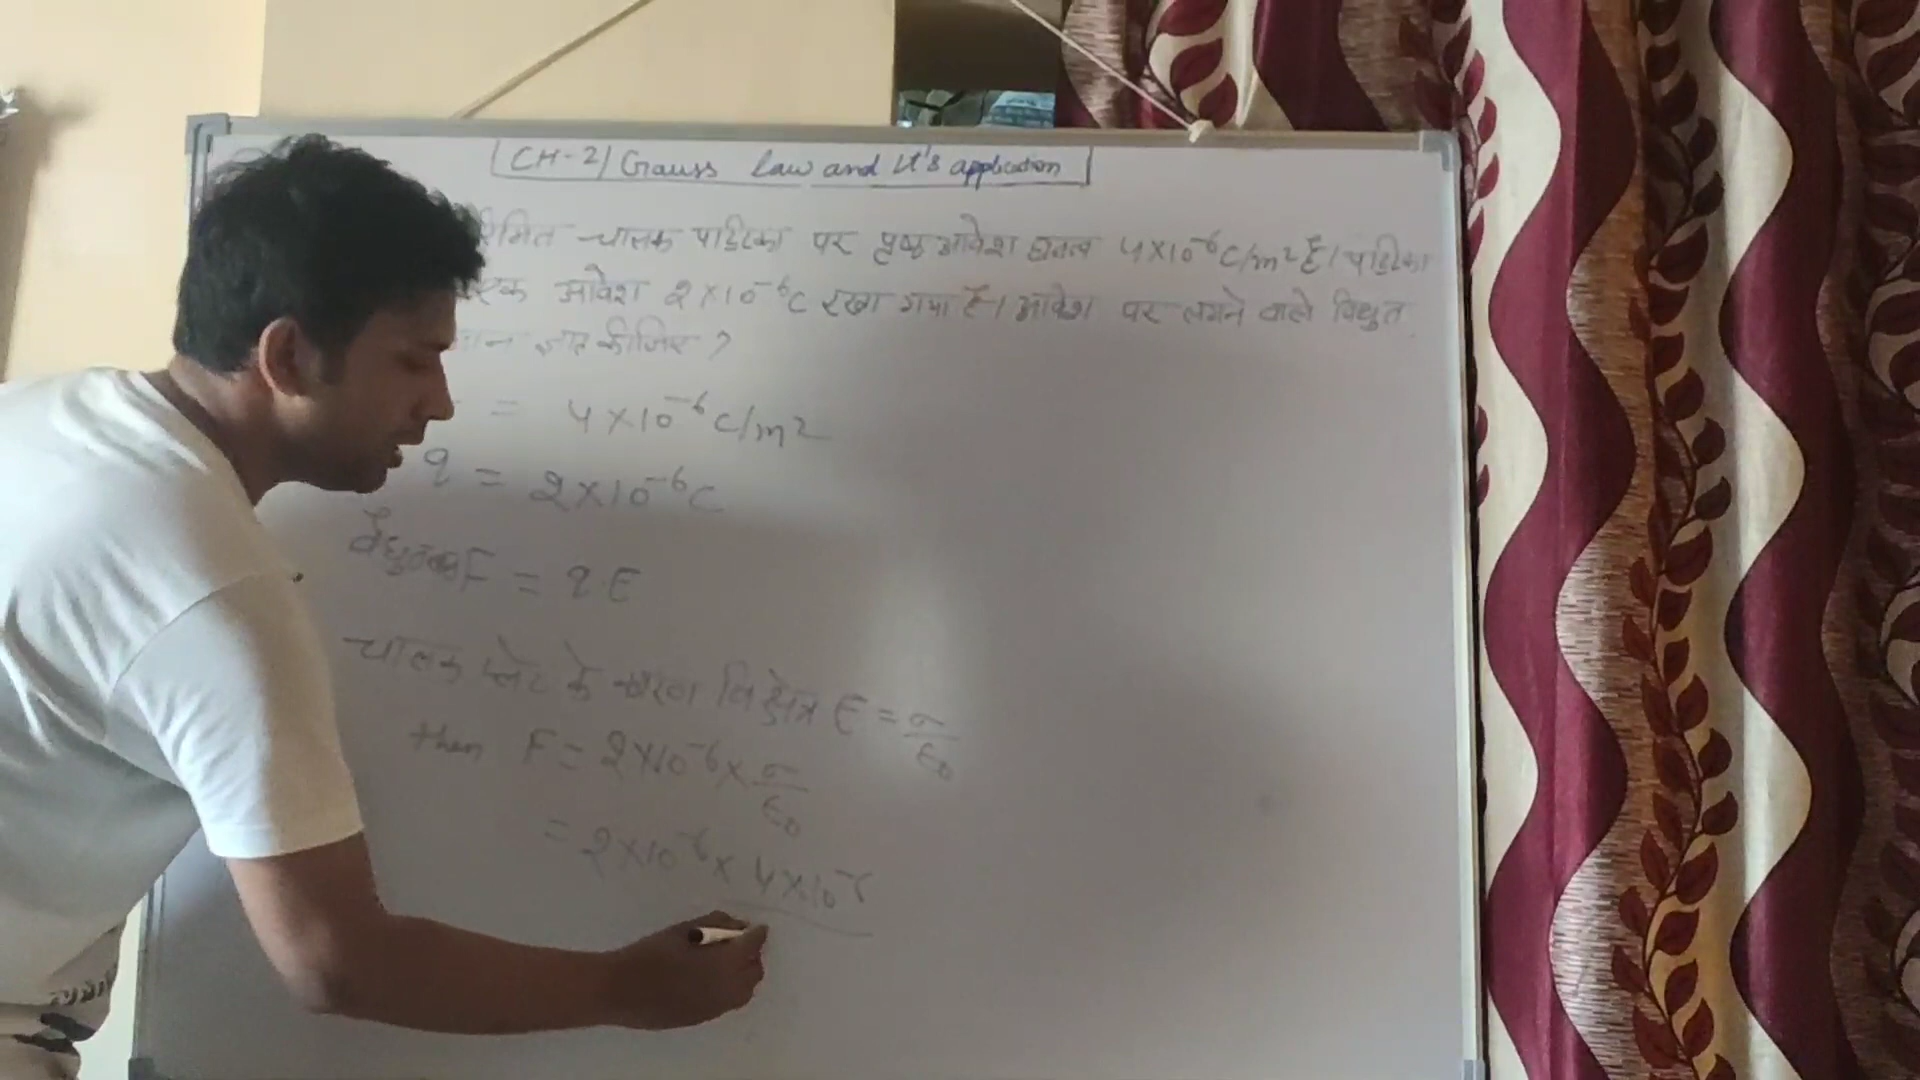 CH-2/ Gauss Law and It's application
चालक पट्टिका पर पृष्ठ आवेश घनत्व 4×10⁻⁶ C/m² है। पट्टिका
एक आवेश 2×10⁻⁶C रखा गया है। आवेश पर लगने वाले विद्युत
ज्ञात कीजिए ?
= 4×10⁻⁶ C/m²
q = 2×10⁻⁶ C
F = qE
चालक प्लेट के E = σ/ε₀
then F = 2×10⁻⁶ × σ/ε₀
= 2×10⁻⁶ × 4×10⁻⁶